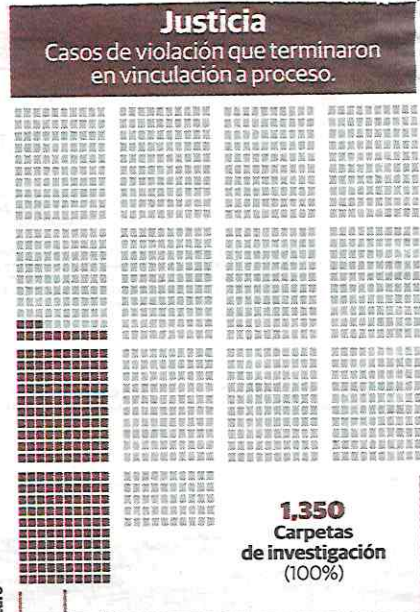 Justicia
Casos de violación que terminaron
en vinculación a proceso.
1,350
Carpetas
de investigación
(100%)